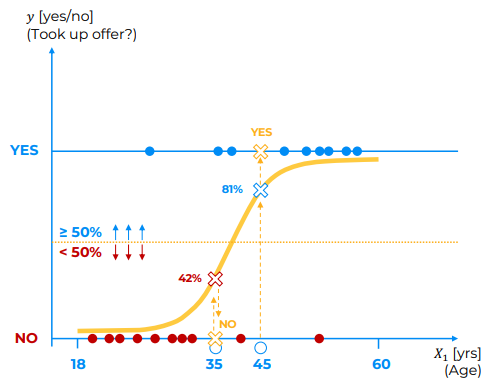 y [yes/no]
(Took up offer?)
YES
YES
81%
≥ 50%
< 50%
42%
NO
NO
18
35
45
60
X₁ [yrs]
(Age)